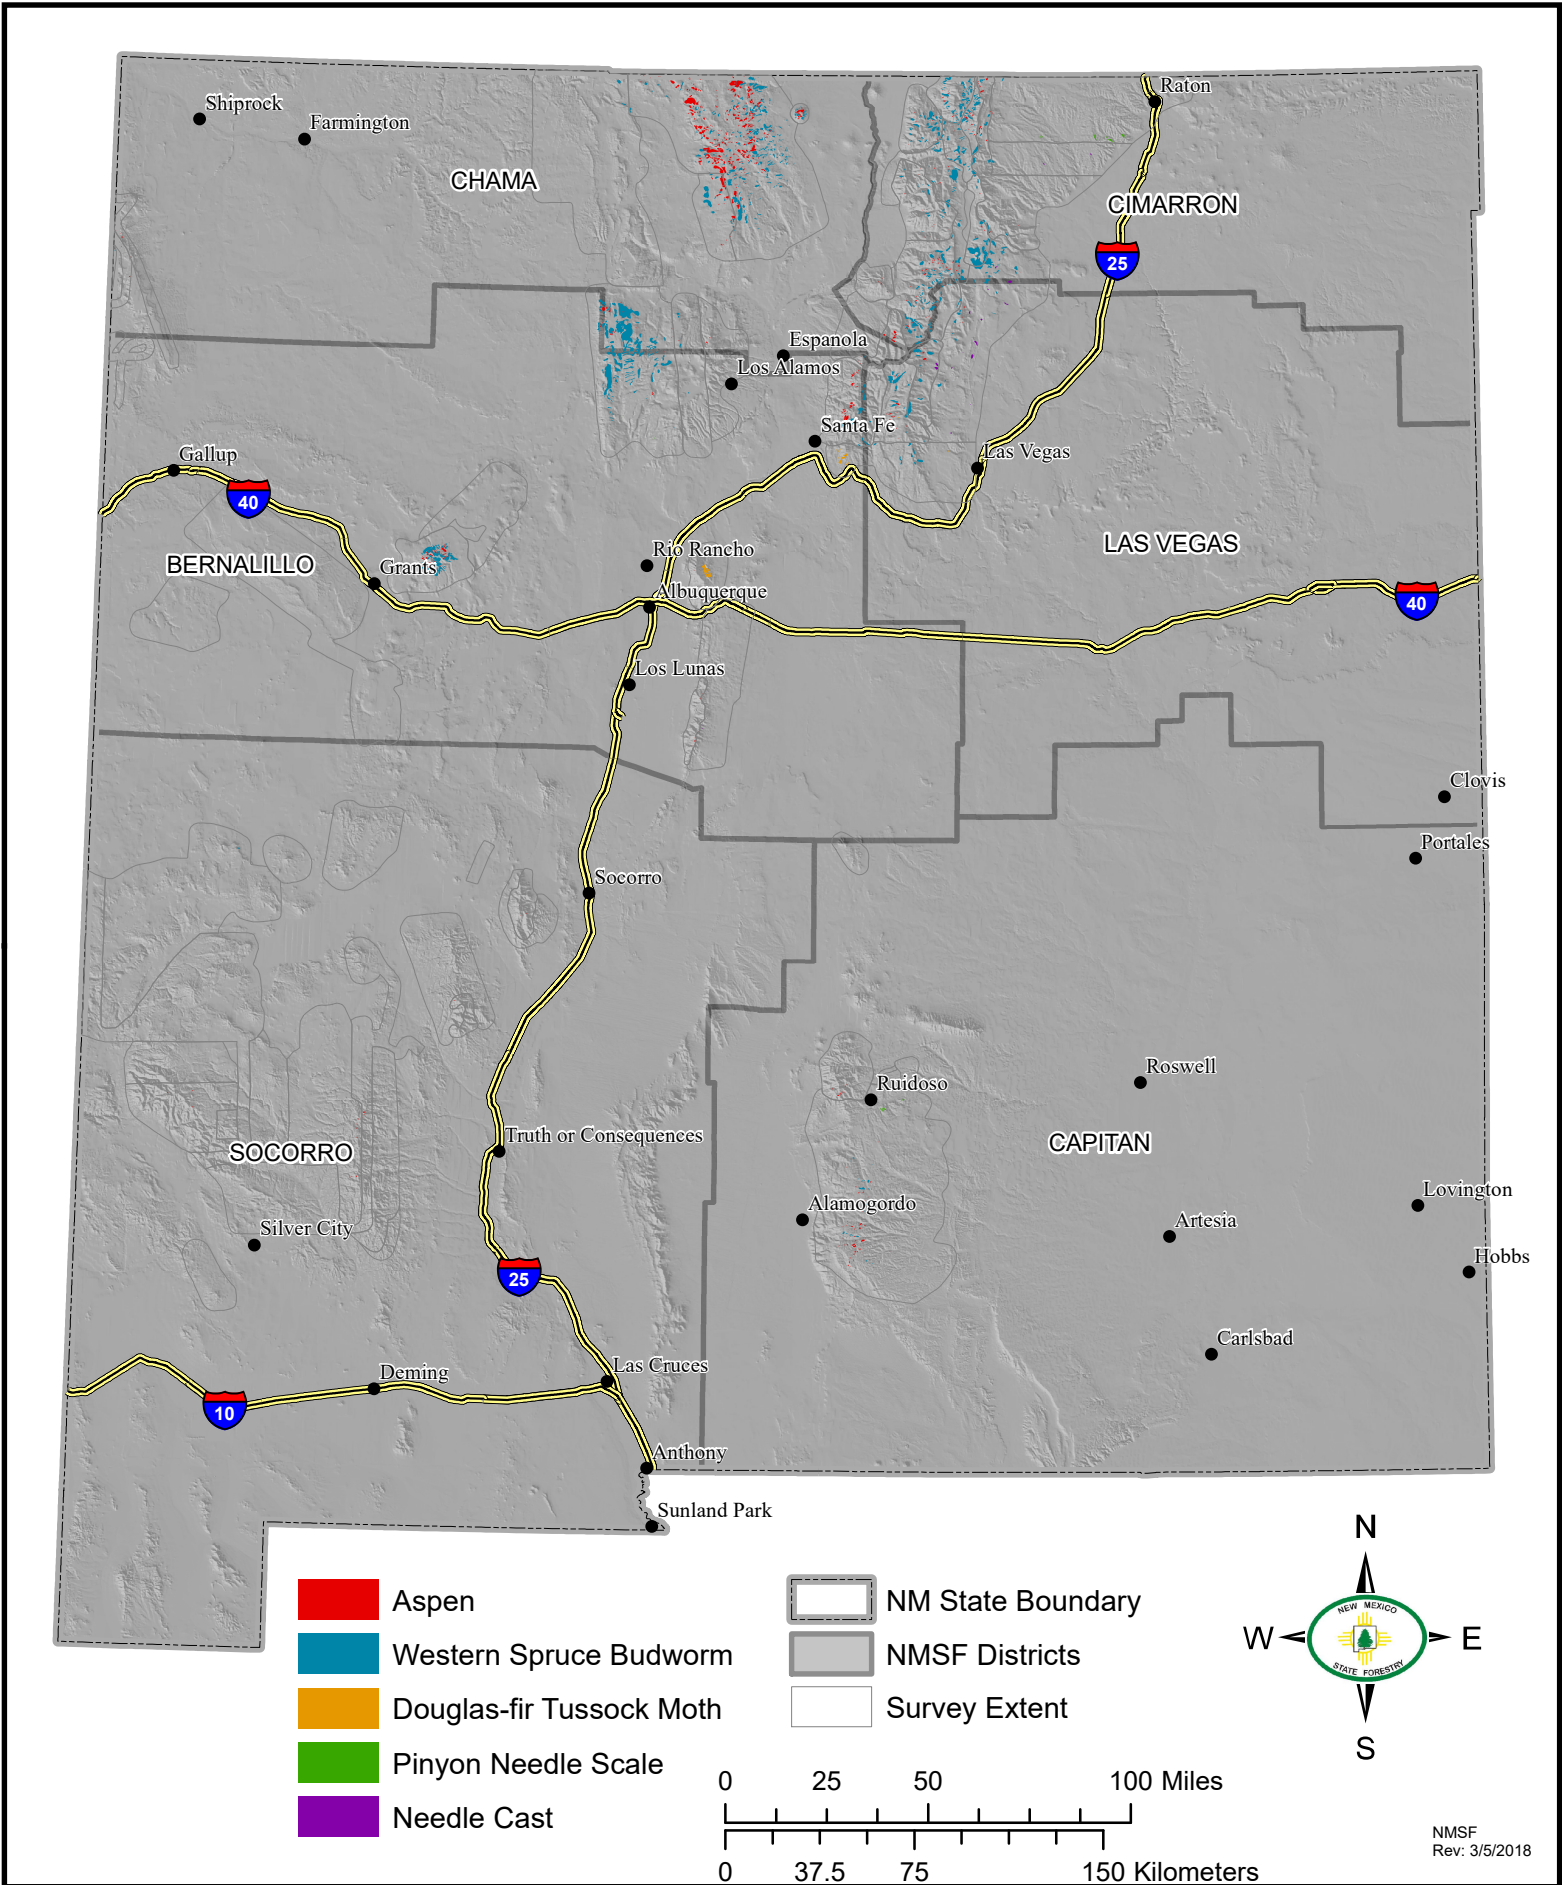 Raton
Shiprock
Farmington
CHAMA
CIMARRON
25
Espanola
Los Alamos
Santa Fe
Las Vegas
Gallup
40
LAS VEGAS
Rio Rancho
BERNALILLO
Grants
Albuquerque
40
Los Lunas
Clovis
Portales
Socorro
Roswell
Ruidoso
Truth or Consequences
CAPITAN
SOCORRO
Lovington
Alamogordo
Artesia
Silver City
Hobbs
25
Carlsbad
Las Cruces
Deming
10
Anthony
Sunland Park
Aspen
Western Spruce Budworm
Douglas-fir Tussock Moth
Pinyon Needle Scale
Needle Cast
NM State Boundary
NMSF Districts
Survey Extent
0 25 50 100 Miles
0 37.5 75 150 Kilometers
N
W
E
S
NEW MEXICO
STATE FORESTRY
NMSF
Rev: 3/5/2018